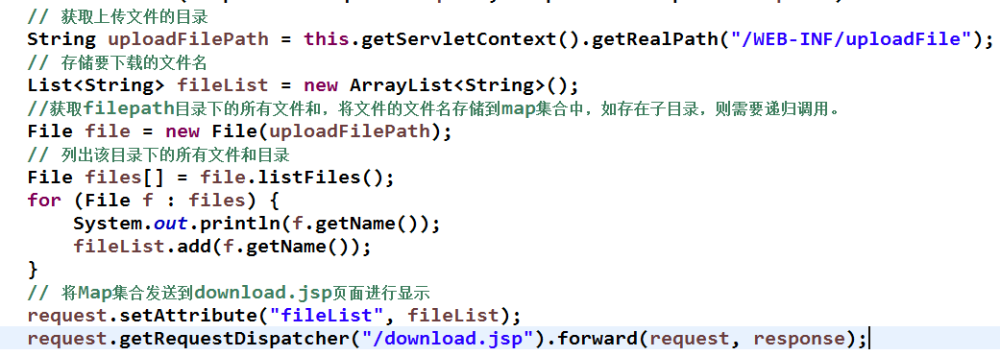 // 获取上传文件的目录
String uploadFilePath = this.getServletContext().getRealPath("/WEB-INF/uploadFile");
// 存储要下载的文件名
List<String> fileList = new ArrayList<String>();
//获取filepath目录下的所有文件和，将文件的文件名存储到map集合中，如存在子目录，则需要递归调用。
File file = new File(uploadFilePath);
// 列出该目录下的所有文件和目录
File files[] = file.listFiles();
for (File f : files) {
    System.out.println(f.getName());
    fileList.add(f.getName());
}
// 将Map集合发送到download.jsp页面进行显示
request.setAttribute("fileList", fileList);
request.getRequestDispatcher("/download.jsp").forward(request, response);